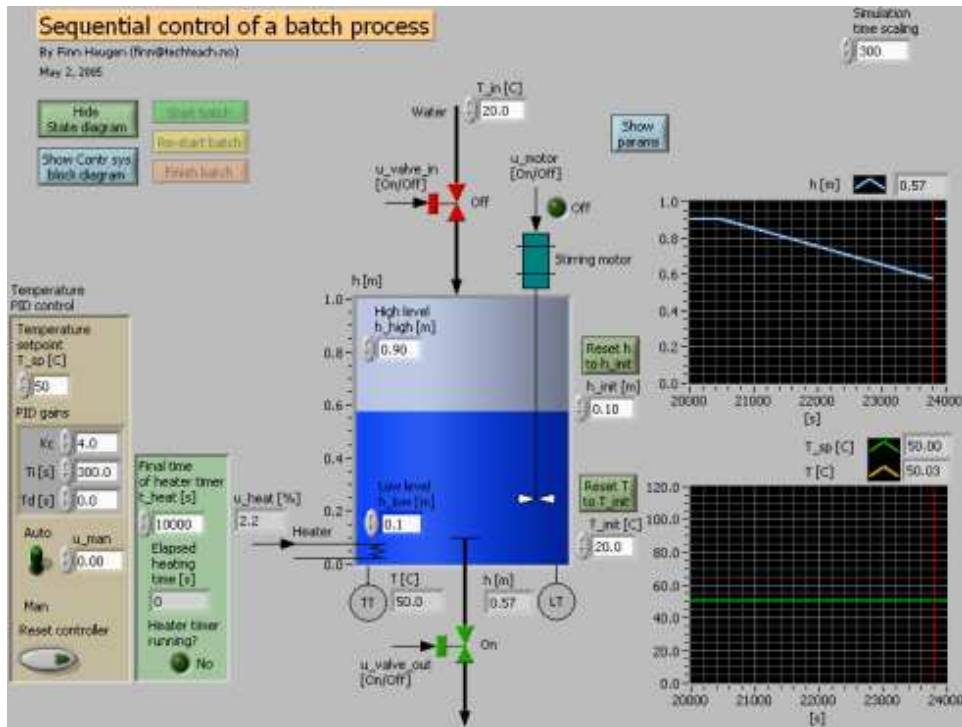 Sequential control of a batch process
By Finn Haugen (finn@techteach.no)
May 2, 2005
Simulation
time scaling
300
Hide
State diagram
Start batch
Re-start batch
Show Contr sys
block diagram
Finish batch
T_in [C]
Water
20.0
Show
params
u_valve_in
[On/Off]
Off
u_motor
[On/Off]
Off
Stirring motor
h [m]
0.57
1.0
0.8
0.6
0.4
0.2
0.0
20000
21000
22000
23000
24000
[s]
h [m]
1.0
0.8
0.6
0.4
0.2
0.0
High level
h_high [m]
0.90
Low level
h_low [m]
0.1
Reset h
to h_init
h_init [m]
0.10
Reset T
to T_init
T_init [C]
20.0
Temperature
PID control
Temperature
setpoint
T_sp [C]
50
PID gains
Kc
4.0
Ti [s]
300.0
Td [s]
0.0
Auto
u_man
0.00
Man
Reset controller
Final time
of heater timer
t_heat [s]
10000
Elapsed
heating
time [s]
0
Heater timer
running?
No
u_heat [%]
2.2
Heater
TT
T [C]
50.0
h [m]
0.57
LT
On
u_valve_out
[On/Off]
T_sp [C]
50.00
T [C]
50.03
120.0
100.0
80.0
60.0
40.0
20.0
0.0
20000
21000
22000
23000
24000
[s]